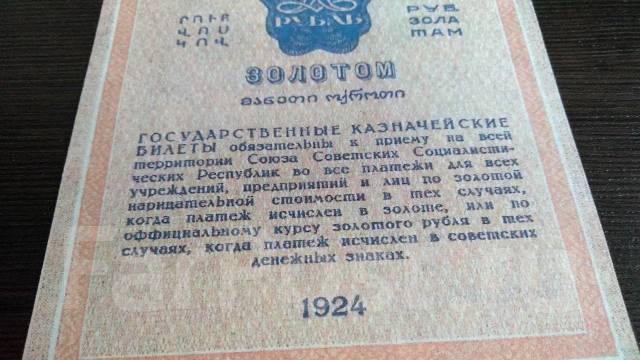 РУБЛЬ
РУБ.
ЗОЛО
ТАМ
ЗОЛОТОМ
მანეთი ოქროთი
ГОСУДАРСТВЕННЫЕ КАЗНАЧЕЙСКИЕ
БИЛЕТЫ обязательны к приему на всей
территории Союза Советских Социалисти-
ческих Республик во все платежи для всех
учреждений, предприятий и лиц по золотой
нарицательной стоимости в тех случаях,
когда платеж исчислен в золоте, или по
оффициальному курсу золотого рубля в тех
случаях, когда платеж исчислен в советских
денежных знаках.
1924